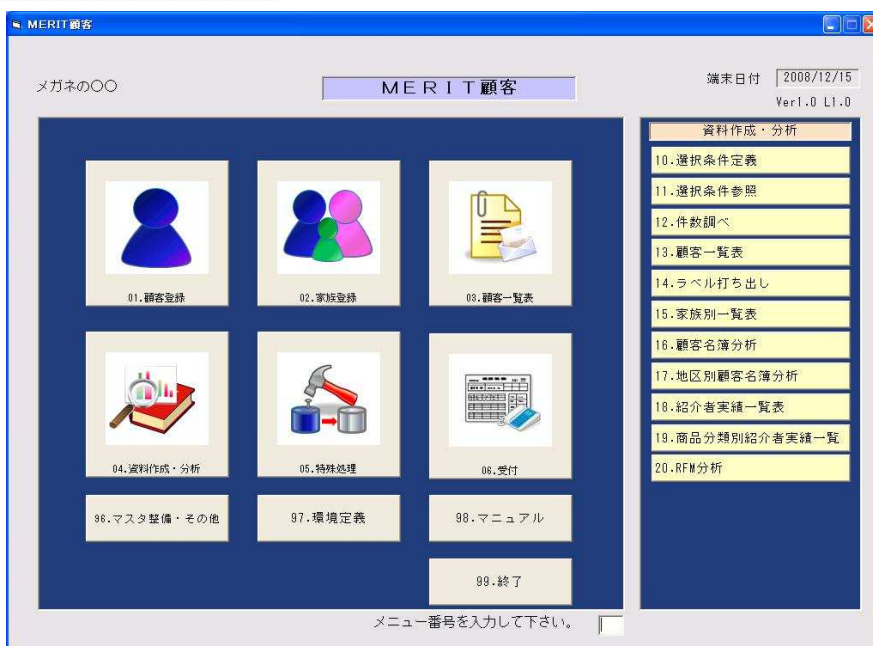 MERIT顧客
メガネの〇〇
MERIT顧客
端末日付 2008/12/15
Ver1.0 L1.0
01.顧客登録
02.家族登録
03.顧客一覧表
04.資料作成・分析
05.特殊処理
06.受付
96.マスタ整備・その他
97.環境定義
98.マニュアル
99.終了
資料作成・分析
10.選択条件定義
11.選択条件参照
12.件数調べ
13.顧客一覧表
14.ラベル打ち出し
15.家族別一覧表
16.顧客名簿分析
17.地区別顧客名簿分析
18.紹介者実績一覧表
19.商品分類別紹介者実績一覧
20.RFM分析
メニュー番号を入力して下さい。